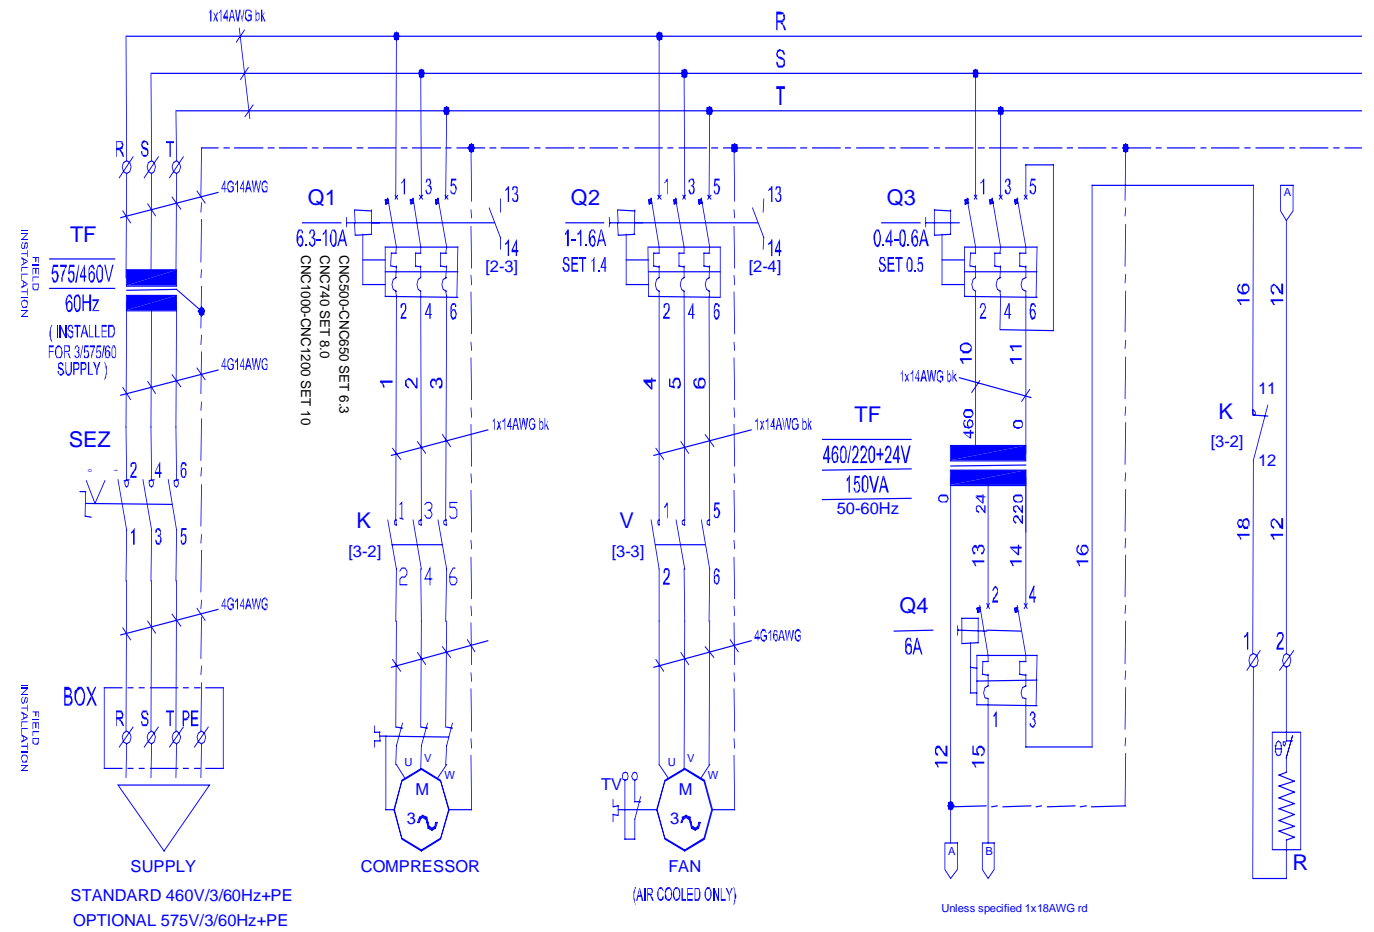 1x14AWG bk
R
S
T
R S T
4G14AWG
FIELD
INSTALLATION
TF
575/460V
60Hz
( INSTALLED
FOR 3/575/60
SUPPLY )
4G14AWG
SEZ
2 4 6
1 3 5
4G14AWG
FIELD
INSTALLATION
BOX
R S T PE
SUPPLY
STANDARD 460V/3/60Hz+PE
OPTIONAL 575V/3/60Hz+PE
Q1
6.3-10A
1 3 5
13
14
[2-3]
CNC50-CNC650 SET 6.3
CNC740 SET 8.0
CNC1000-CNC1200 SET 10
2 4 6
1 2 3
1x14AWG bk
K
[3-2]
1 3 5
2 4 6
U V W
M
3
COMPRESSOR
Q2
1-1.6A
SET 1.4
1 3 5
13
14
[2-4]
2 4 6
4 5 6
1x14AWG bk
V
[3-3]
1 5
2 6
4G16AWG
TV
U V W
M
3
FAN
(AIR COOLED ONLY)
Q3
0.4-0.6A
SET 0.5
1 3 5
2 4 6
10 11
1x14AWG bk
460 0
TF
460/220+24V
150VA
50-60Hz
0 24 220
13 14
16
Q4
6A
2 4
1 3
12 15
A B
Unless specified 1x18AWG rd
A
16 12
K
[3-2]
11
12
18 12
1 2
θ°
R